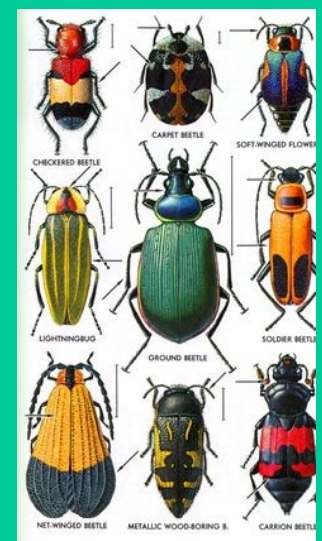 CHECKERED BEETLE
CARPET BEETLE
SOFT-WINGED FLOWER
LIGHTNINGBUG
GROUND BEETLE
SOLDIER BEETLE
NET-WINGED BEETLE
METALLIC WOOD-BORING B.
CARRION BEETLE